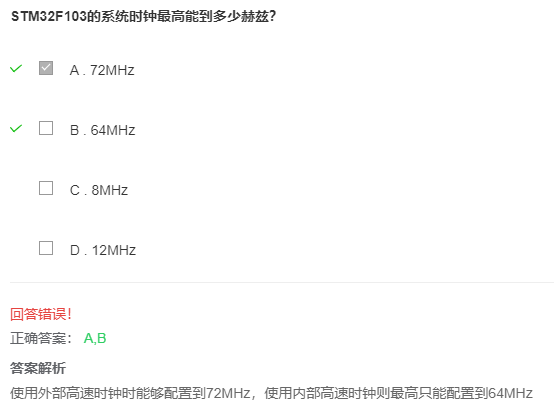 STM32F103的系统时钟最高能到多少赫兹？
A . 72MHz
B . 64MHz
C . 8MHz
D . 12MHz
回答错误！
正确答案： A,B
答案解析
使用外部高速时钟时能够配置到72MHz，使用内部高速时钟则最高只能配置到64MHz